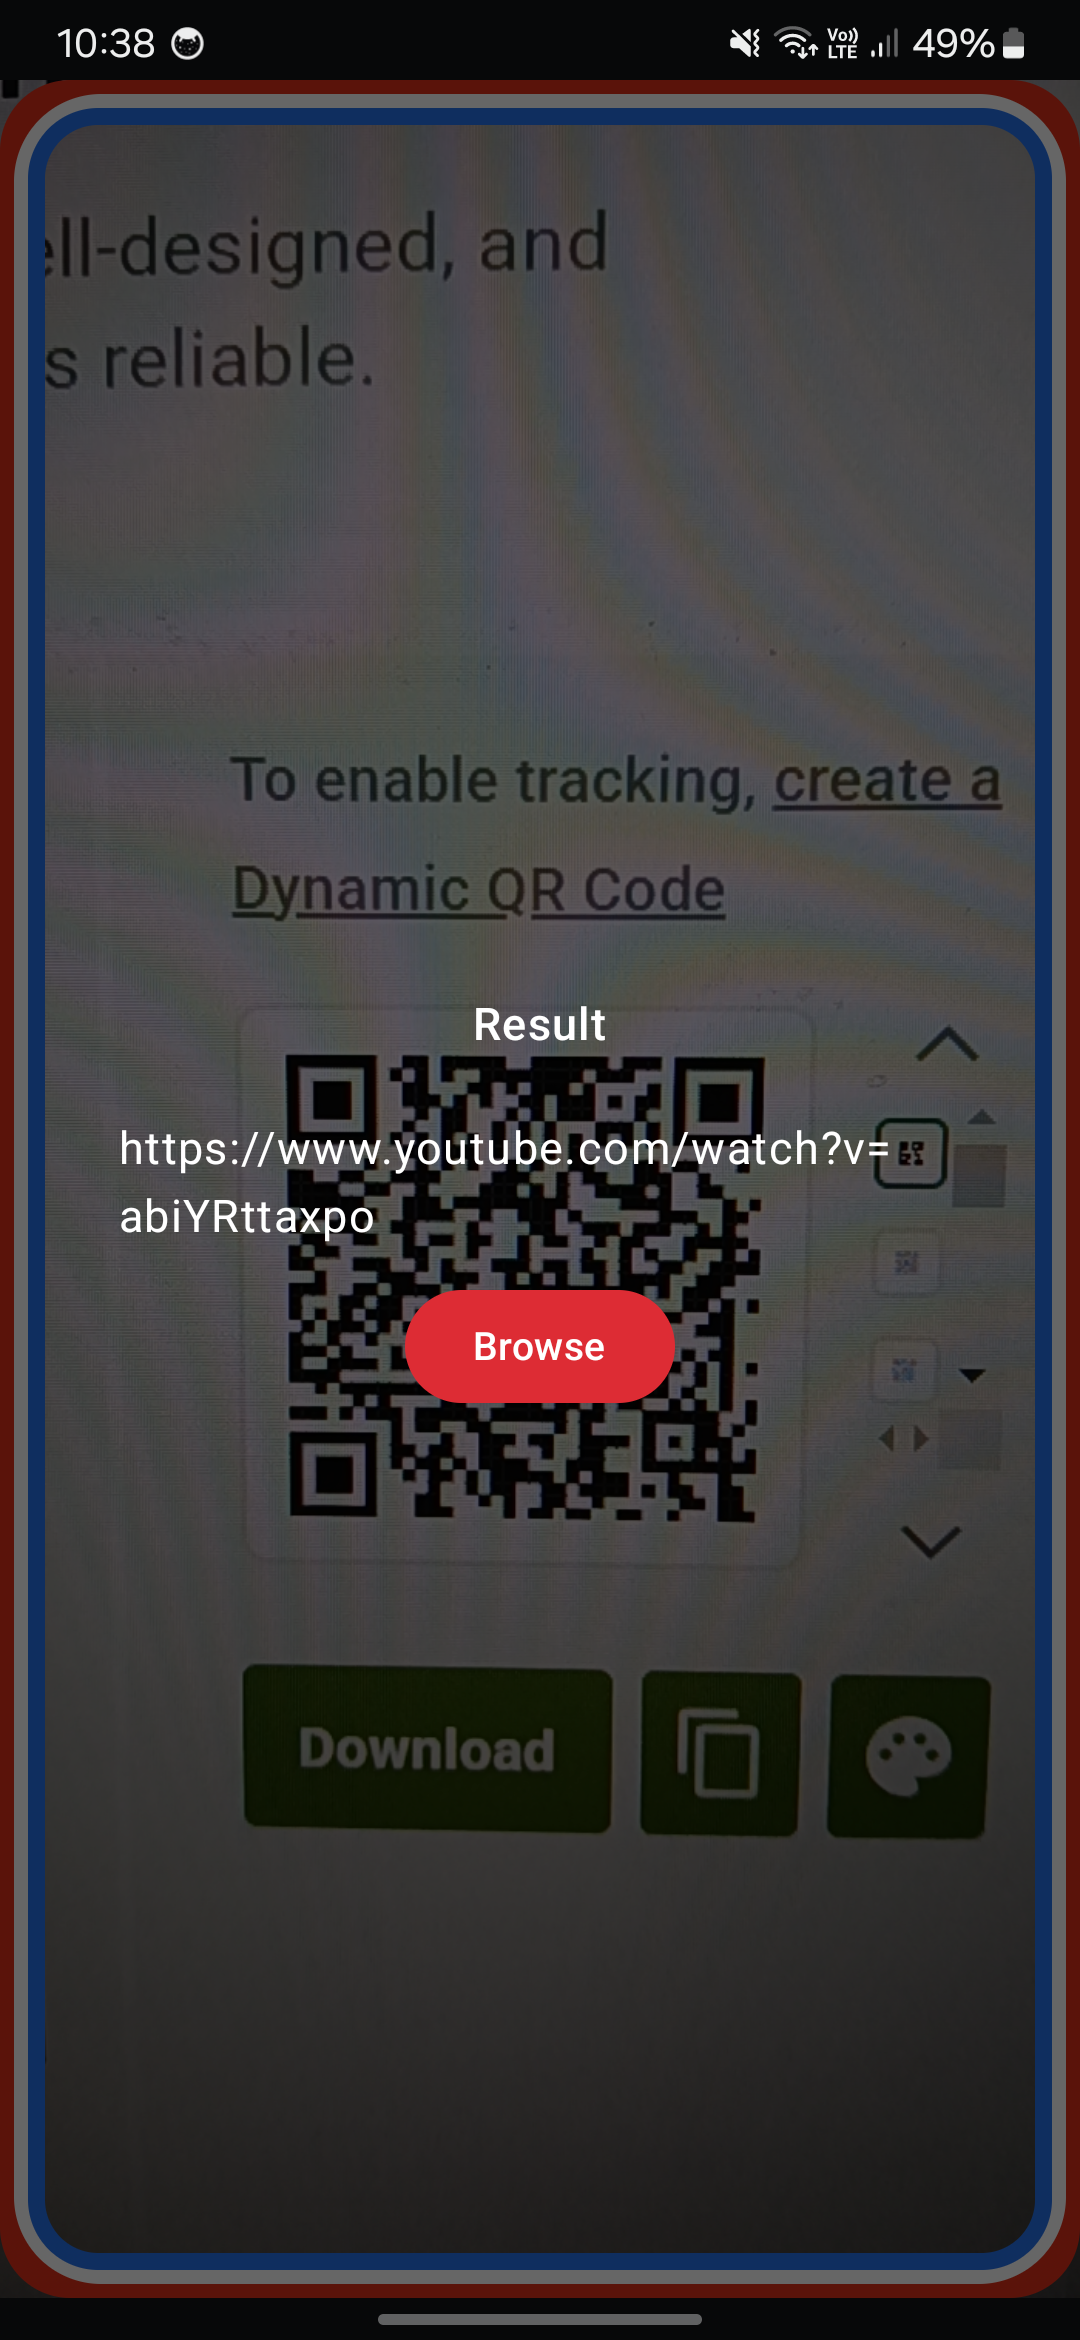 10:38
Vo)) LTE 49%
ell-designed, and
s reliable.
To enable tracking, create a
Dynamic QR Code
Result
https://www.youtube.com/watch?v=
abiYRttaxpo
Browse
Download